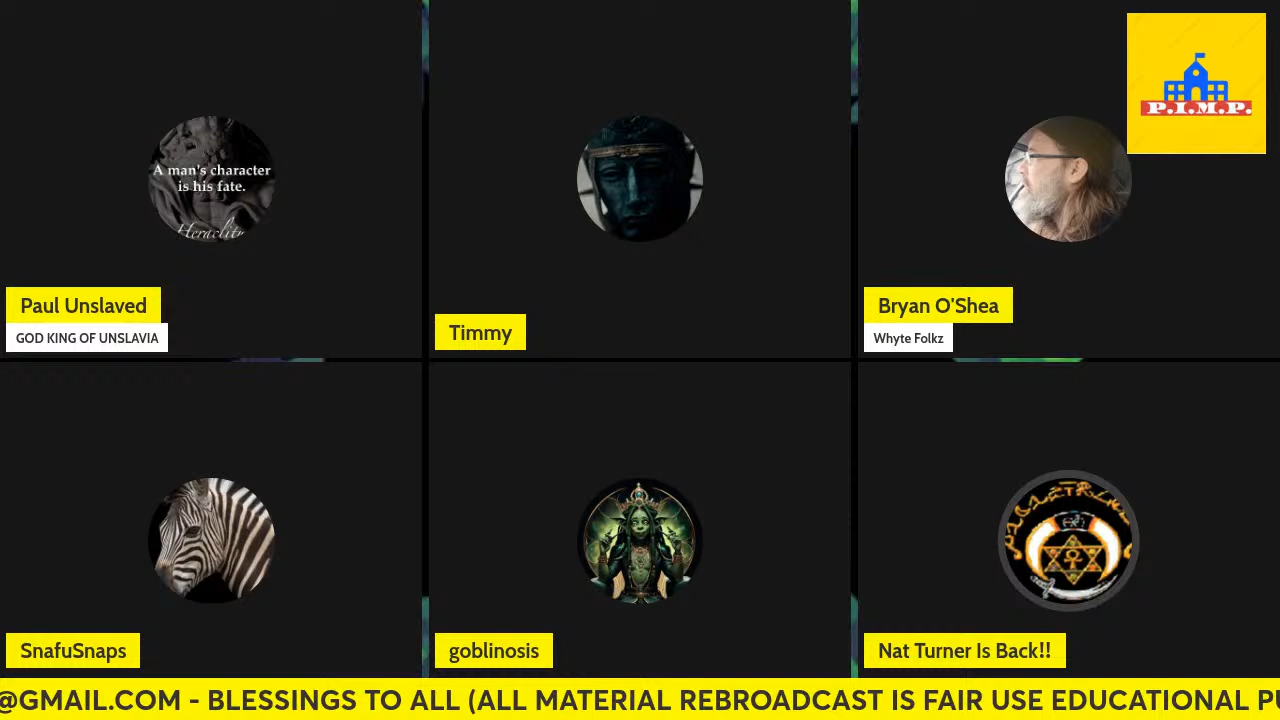 P.I.M.P.
A man's character
is his fate.
Heraclitu
Paul Unslaved
GOD KING OF UNSLAVIA
Timmy
Bryan O'Shea
Whyte Folkz
SnafuSnaps
goblinosis
Nat Turner Is Back!!
@GMAIL.COM - BLESSINGS TO ALL (ALL MATERIAL REBROADCAST IS FAIR USE EDUCATIONAL